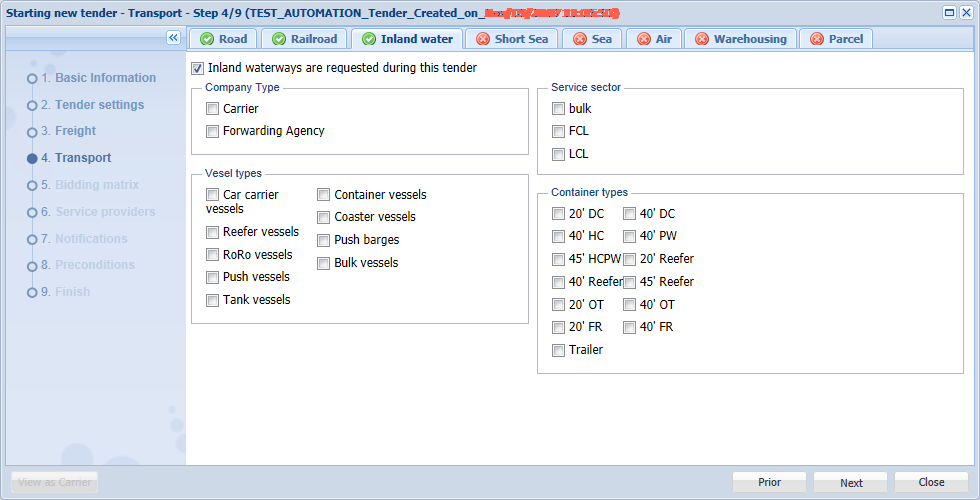 Starting new tender - Transport - Step 4/9 (TEST_AUTOMATION_Tender_Created_on_
Road Railroad Inland water Short Sea Sea Air Warehousing Parcel
1. Basic Information
2. Tender settings
3. Freight
4. Transport
5. Bidding matrix
6. Service providers
7. Notifications
8. Preconditions
9. Finish
Inland waterways are requested during this tender
Company Type
Carrier
Forwarding Agency
Vesel types
Car carrier
vessels
Reefer vessels
RoRo vessels
Push vessels
Tank vessels
Container vessels
Coaster vessels
Push barges
Bulk vessels
Service sector
bulk
FCL
LCL
Container types
20' DC 40' DC
40' HC 40' PW
45' HCPW 20' Reefer
40' Reefer 45' Reefer
20' OT 40' OT
20' FR 40' FR
Trailer
View as Carrier Prior Next Close